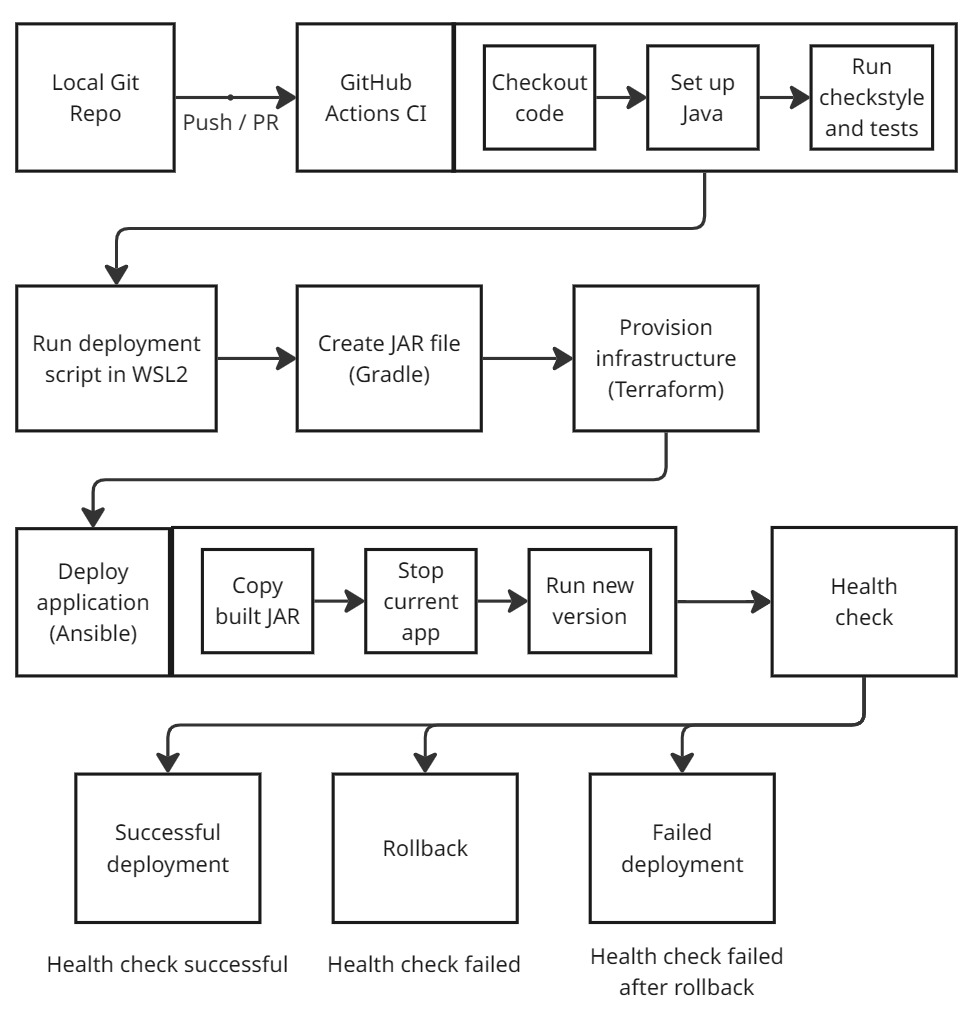 Local Git
Repo
Push / PR
GitHub
Actions CI
Checkout
code
Set up
Java
Run
checkstyle
and tests
Run deployment
script in WSL2
Create JAR file
(Gradle)
Provision
infrastructure
(Terraform)
Deploy
application
(Ansible)
Copy
built JAR
Stop
current
app
Run new
version
Health
check
Successful
deployment
Rollback
Failed
deployment
Health check successful
Health check failed
Health check failed
after rollback